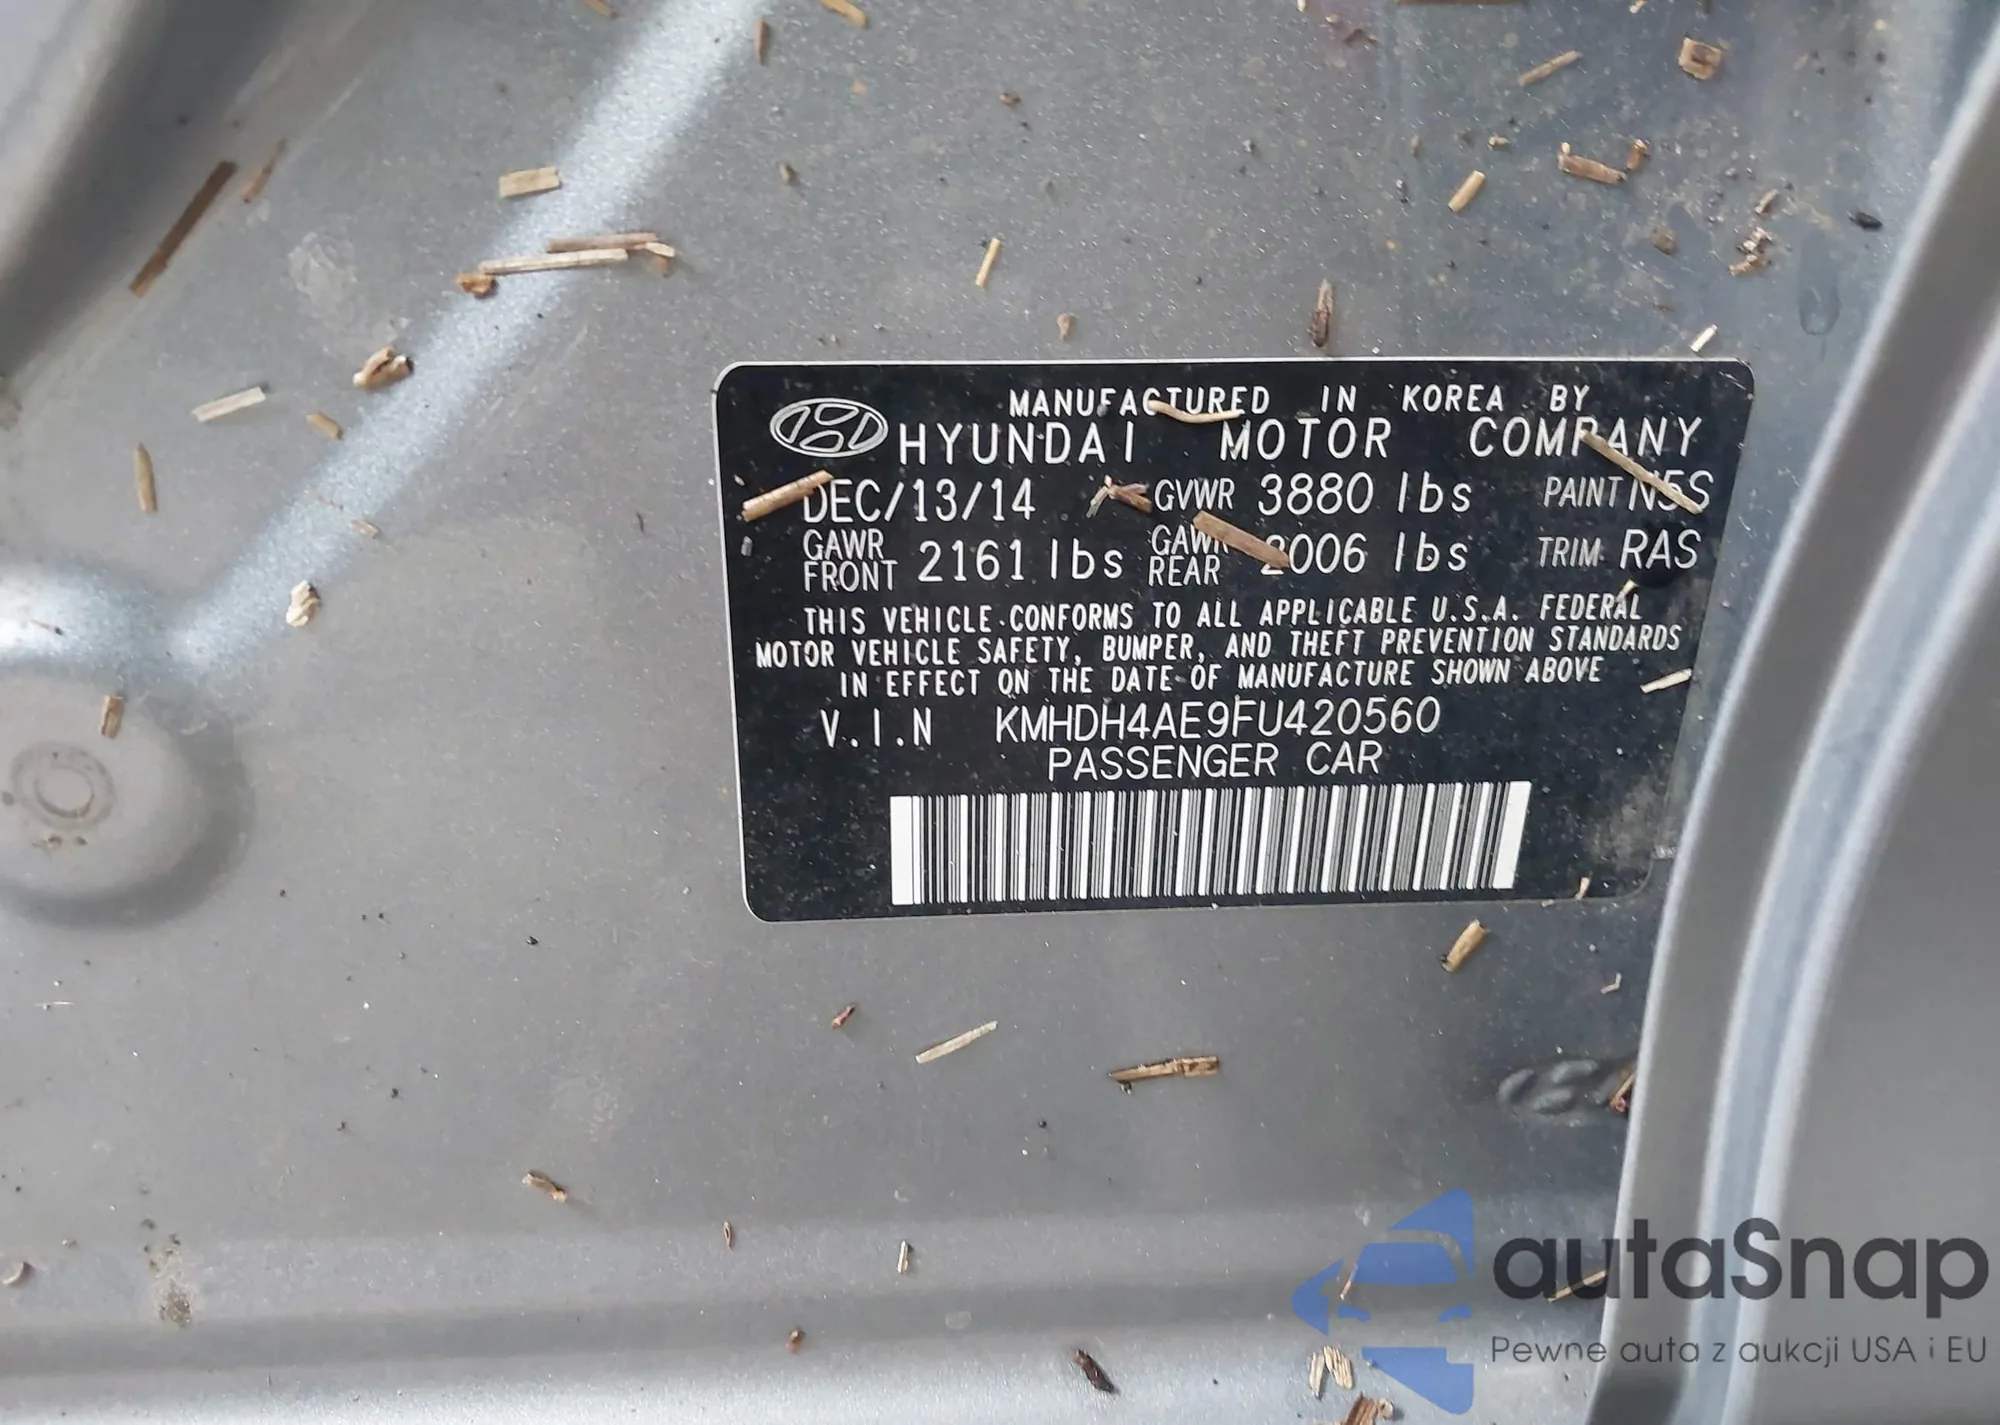 MANUFACTURED IN KOREA BY
HYUNDAI MOTOR COMPANY
DEC/13/14 GVWR 3880 lbs PAINT N5S
GAWR FRONT 2161 lbs GAWR REAR 2006 lbs TRIM RAS
THIS VEHICLE CONFORMS TO ALL APPLICABLE U.S.A. FEDERAL
MOTOR VEHICLE SAFETY, BUMPER, AND THEFT PREVENTION STANDARDS
IN EFFECT ON THE DATE OF MANUFACTURE SHOWN ABOVE
V.I.N KMHDH4AE9FU420560
PASSENGER CAR
autaSnap
Pewne auta z aukcji USA i EU